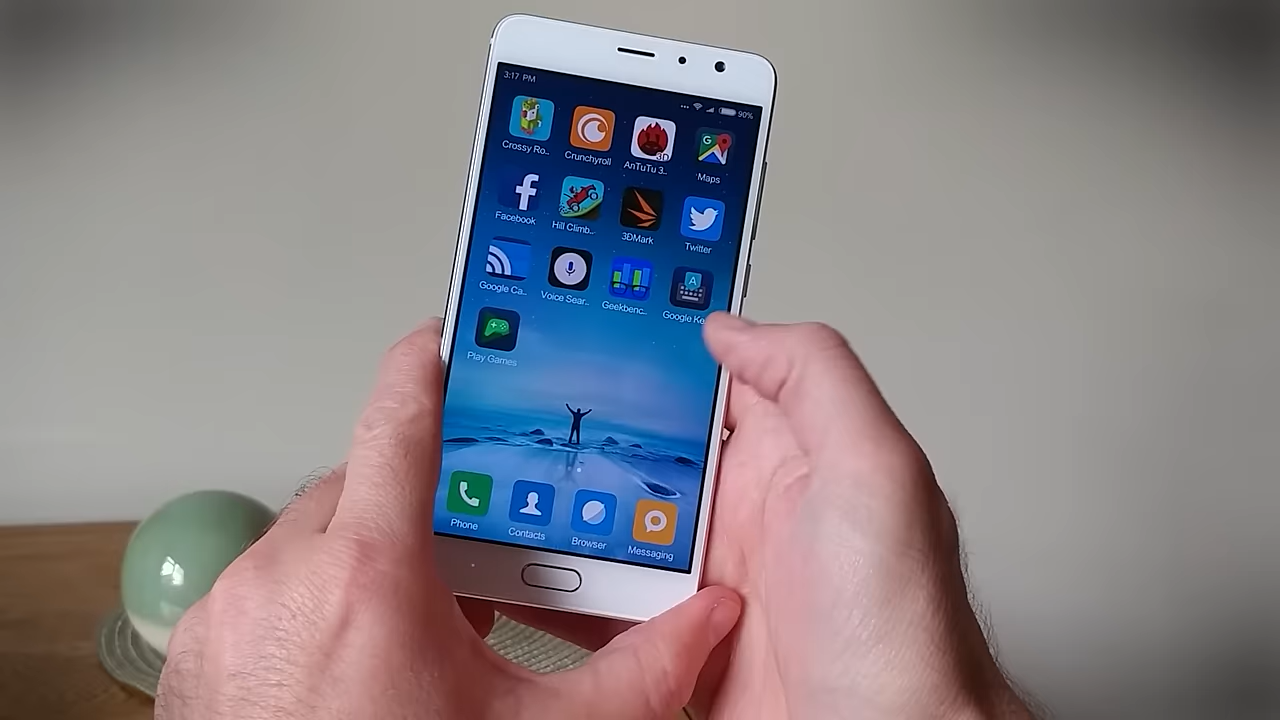 3:17 PM
90%
Crossy Ro..
Crunchyroll
AnTuTu 3..
Maps
Facebook
Hill Climb..
3DMark
Twitter
Google Ca..
Voice Sear..
Geekbenc..
Google Ke
Play Games
Phone
Contacts
Browser
Messaging